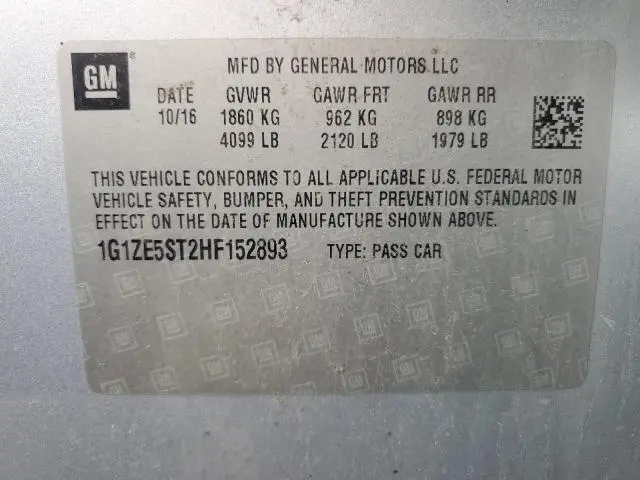 GM ® MFD BY GENERAL MOTORS LLC
DATE GVWR GAWR FRT GAWR RR
10/16 1860 KG 962 KG 898 KG
4099 LB 2120 LB 1979 LB
THIS VEHICLE CONFORMS TO ALL APPLICABLE U.S. FEDERAL MOTOR
VEHICLE SAFETY, BUMPER, AND THEFT PREVENTION STANDARDS IN
EFFECT ON THE DATE OF MANUFACTURE SHOWN ABOVE.
1G1ZE5ST2HF152893 TYPE: PASS CAR